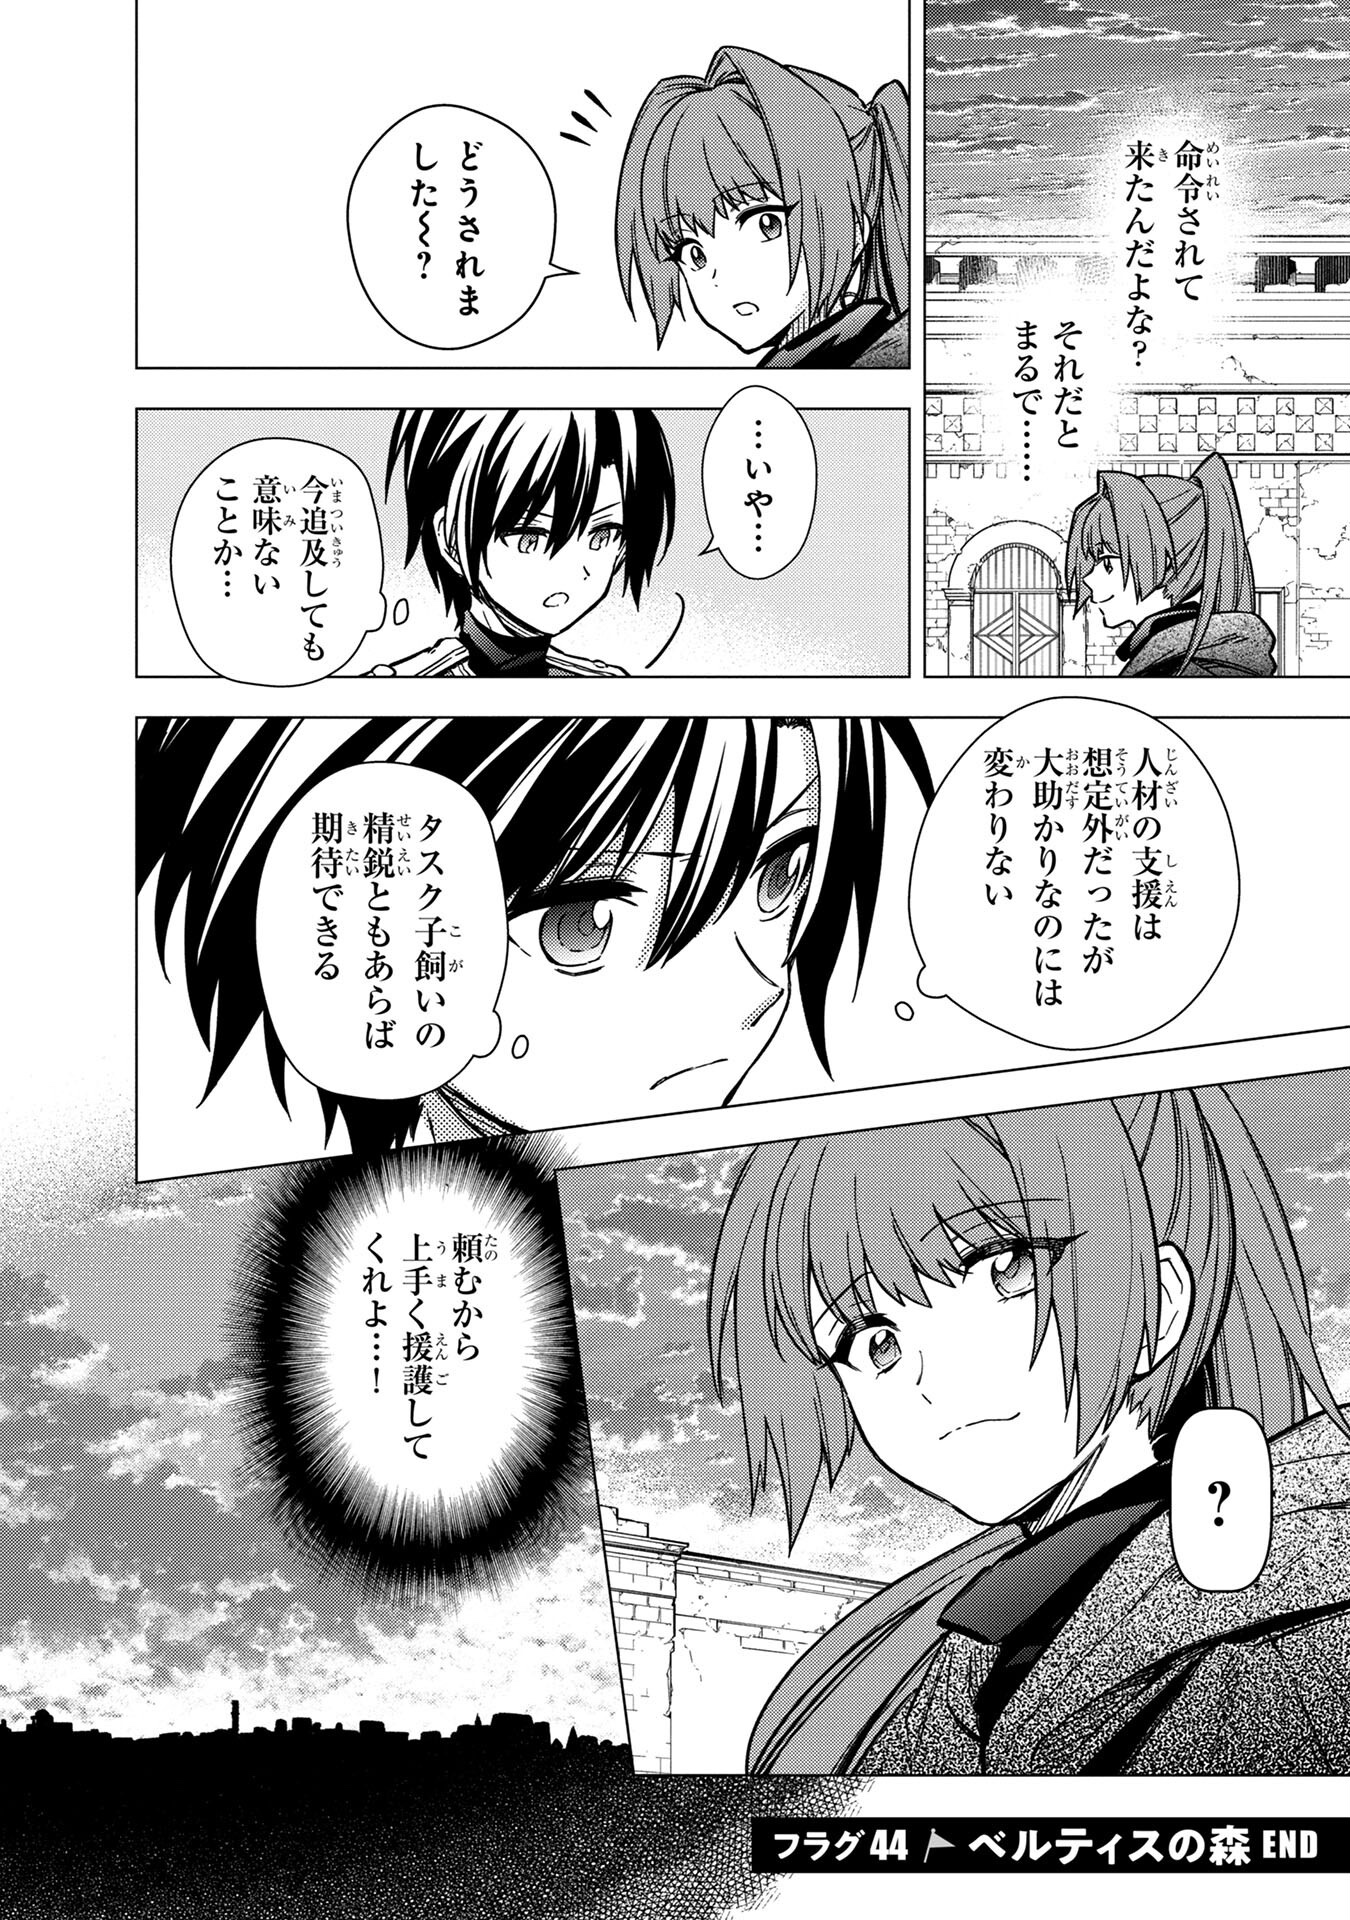 命令されて
来たんだよな?
それだと
まるで……
どうされま
した〜?
…いや…
今追及しても
意味ない
ことか…
人材の支援は
想定外だったが
大助かりなのには
変わりない
タスク子飼いの
精鋭ともあらば
期待できる
?
頼むから
上手く援護して
くれよ…!
フラグ44 ベルティスの森 END